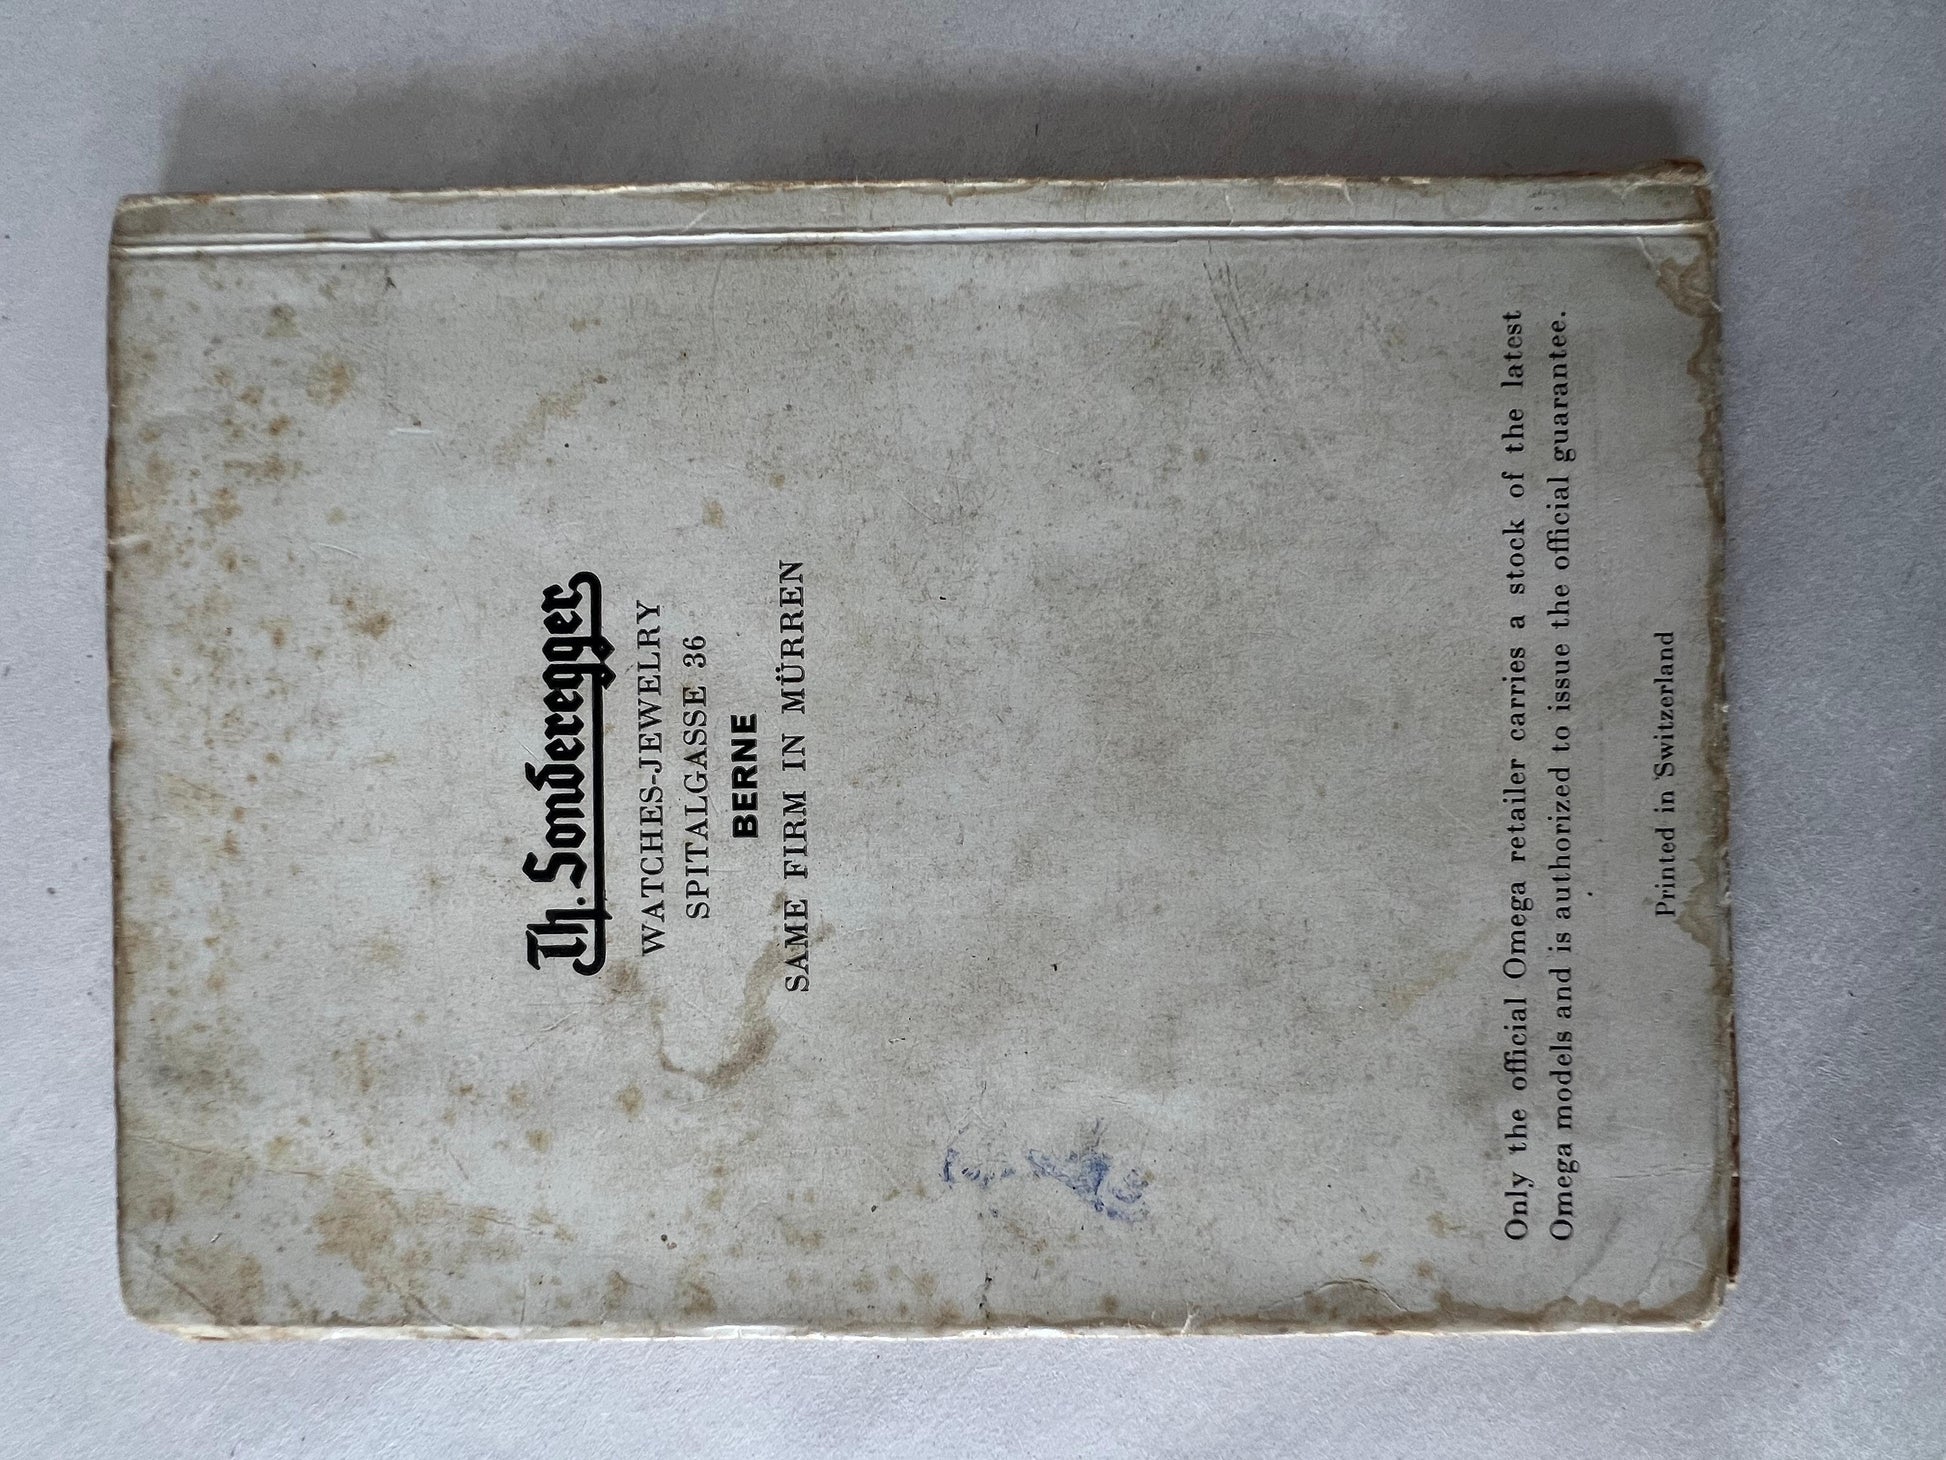 Th. Sonderegger
WATCHES-JEWELRY
SPITALGASSE 36
BERNE
SAME FIRM IN MÜRREN
Only the official Omega retailer carries a stock of the latest
Omega models and is authorized to issue the official guarantee.
Printed in Switzerland